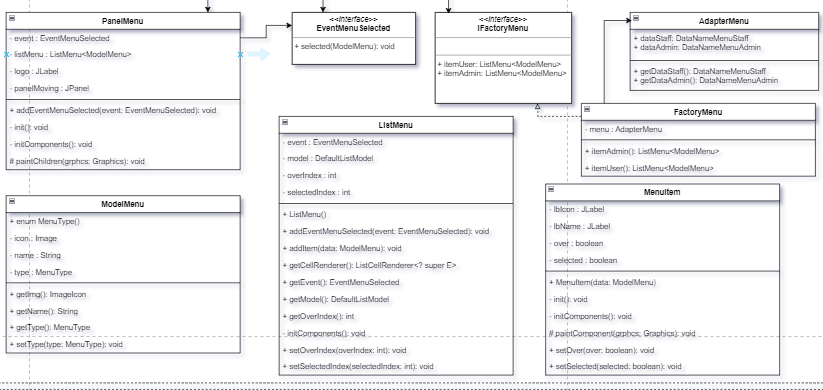 PanelMenu
- event : EventMenuSelected
- listMenu : ListMenu<ModelMenu>
- logo : JLabel
- panelMoving : JPanel
+ addEventMenuSelected(event: EventMenuSelected): void
- init(): void
- initComponents(): void
# paintChildren(grphcs: Graphics): void
<<Interface>>
EventMenuSelected
+ selected(ModelMenu): void
<<Interface>>
IFactoryMenu
+ itemUser: ListMenu<ModelMenu>
+ itemAdmin: ListMenu<ModelMenu>
AdapterMenu
+ dataStaff: DataNameMenuStaff
+ dataAdmin: DataNameMenuAdmin
+ getDataStaff(): DataNameMenuStaff
+ getDataAdmin(): DataNameMenuAdmin
FactoryMenu
- menu : AdapterMenu
+ itemAdmin(): ListMenu<ModelMenu>
+ itemUser(): ListMenu<ModelMenu>
ListMenu
- event : EventMenuSelected
- model : DefaultListModel
- overIndex : int
- selectedIndex : int
+ ListMenu()
+ addEventMenuSelected(event: EventMenuSelected): void
+ addItem(data: ModelMenu): void
+ getCellRenderer(): ListCellRenderer<? super E>
+ getEvent(): EventMenuSelected
+ getModel(): DefaultListModel
+ getOverIndex(): int
- initComponents(): void
+ setOverIndex(overIndex: int): void
+ setSelectedIndex(selectedIndex: int): void
ModelMenu
+ enum MenuType()
- icon : Image
- name : String
- type : MenuType
+ getImg(): ImageIcon
+ getName(): String
+ getType(): MenuType
+ setType(type: MenuType): void
MenuItem
- lbIcon : JLabel
- lbName : JLabel
- over : boolean
- selected : boolean
+ MenuItem(data: ModelMenu)
- init(): void
- initComponents(): void
# paintComponent(grphcs: Graphics): void
+ setOver(over: boolean): void
+ setSelected(selected: boolean): void